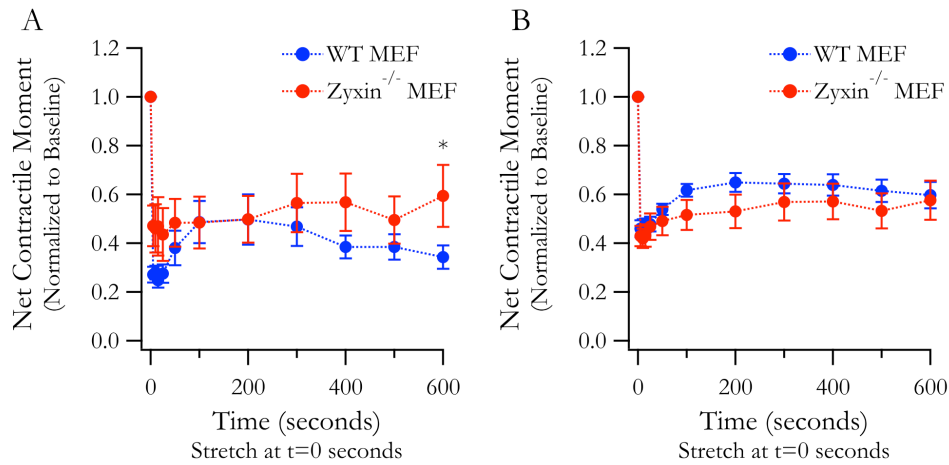 A
Net Contractile Moment
(Normalized to Baseline)
1.2
1.0
0.8
0.6
0.4
0.2
0.0
WT MEF
Zyxin-/- MEF
*
0
200
400
600
Time (seconds)
Stretch at t=0 seconds
B
Net Contractile Moment
(Normalized to Baseline)
1.2
1.0
0.8
0.6
0.4
0.2
0.0
WT MEF
Zyxin-/- MEF
0
200
400
600
Time (seconds)
Stretch at t=0 seconds